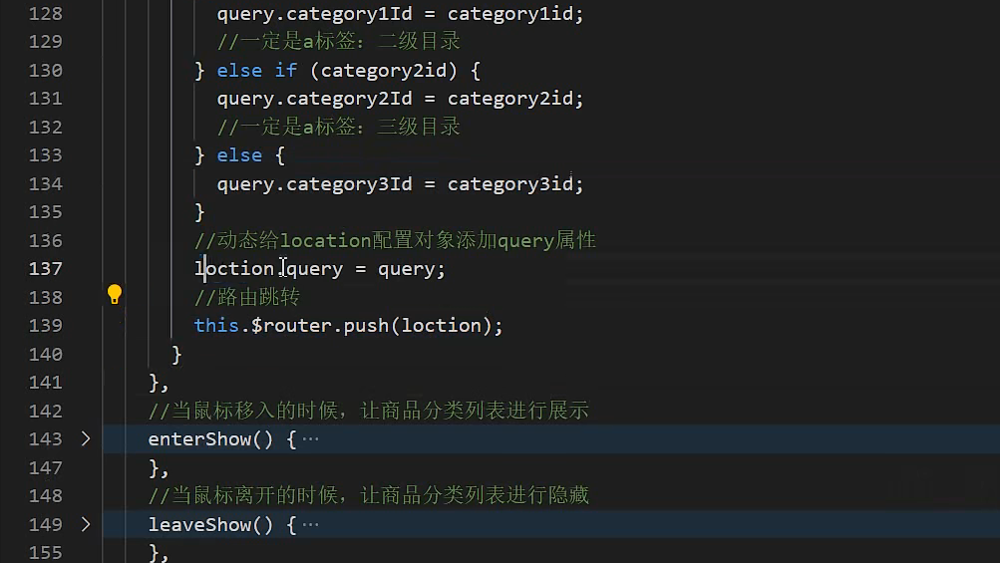 128 query.category1Id = category1id;
129 //一定是a标签：二级目录
130 } else if (category2id) {
131 query.category2Id = category2id;
132 //一定是a标签：三级目录
133 } else {
134 query.category3Id = category3id;
135 }
136 //动态给location配置对象添加query属性
137 loction.query = query;
138 //路由跳转
139 this.$router.push(loction);
140 }
141 },
142 //当鼠标移入的时候，让商品分类列表进行展示
143 enterShow() {···
147 },
148 //当鼠标离开的时候，让商品分类列表进行隐藏
149 leaveShow() {···
155 },